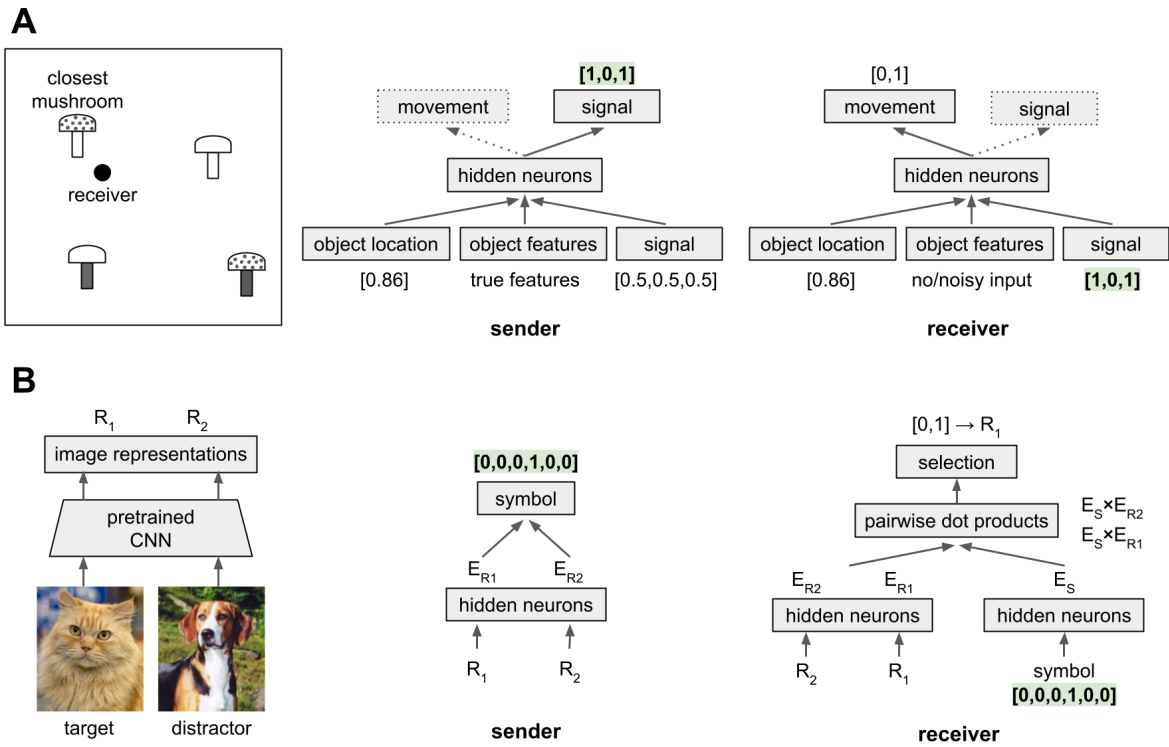 A
closest
mushroom
receiver
[1,0,1]
movement
signal
hidden neurons
object location
object features
signal
[0.86]
true features
[0.5,0.5,0.5]
sender
[0,1]
movement
signal
hidden neurons
object location
object features
signal
[0.86]
no/noisy input
[1,0,1]
receiver
B
R1
R2
image representations
pretrained
CNN
target
distractor
[0,0,0,1,0,0]
symbol
ER1
ER2
hidden neurons
R1
R2
sender
[0,1] → R1
selection
pairwise dot products
ES×ER2
ES×ER1
ER2
ER1
ES
hidden neurons
hidden neurons
R2
R1
symbol
[0,0,0,1,0,0]
receiver